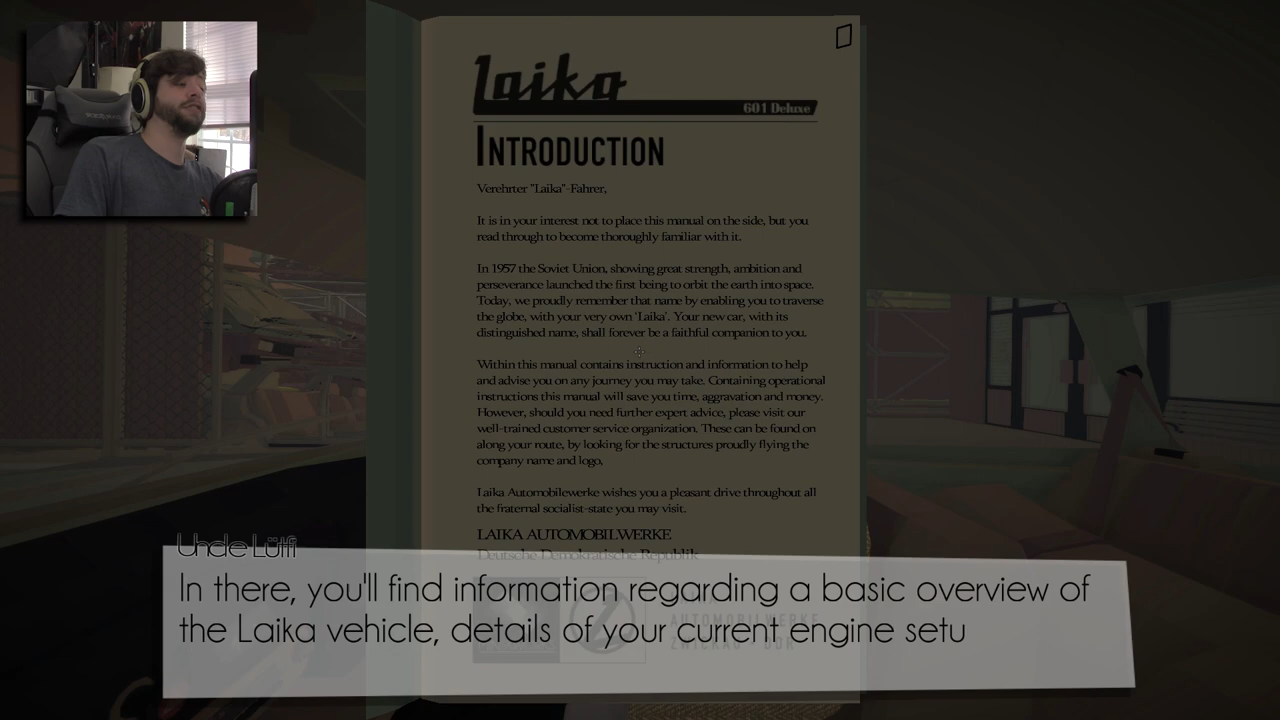 Laika
601 Deluxe
INTRODUCTION
Verehrter "Laika"-Fahrer,
It is in your interest not to place this manual on the side, but you
read through to become thoroughly familiar with it.
In 1957 the Soviet Union, showing great strength, ambition and
perseverance launched the first being to orbit the earth into space.
Today, we proudly remember that name by enabling you to traverse
the globe, with your very own 'Laika'. Your new car, with its
distinguished name, shall forever be a faithful companion to you.
Within this manual contains instruction and information to help
and advise you on any journey you may take. Containing operational
instructions this manual will save you time, aggravation and money.
However, should you need further expert advice, please visit our
well-trained customer service organization. These can be found on
along your route, by looking for the structures proudly flying the
company name and logo,
Laika Automobilewerke wishes you a pleasant drive throughout all
the fraternal socialist-state you may visit.
LAIKA AUTOMOBILWERKE
Deutsche Demokratische Republik
Uncle Lütfi
In there, you'll find information regarding a basic overview of
the Laika vehicle, details of your current engine setu
AUTOMOBILWERKE
ZWICKAU - DDR